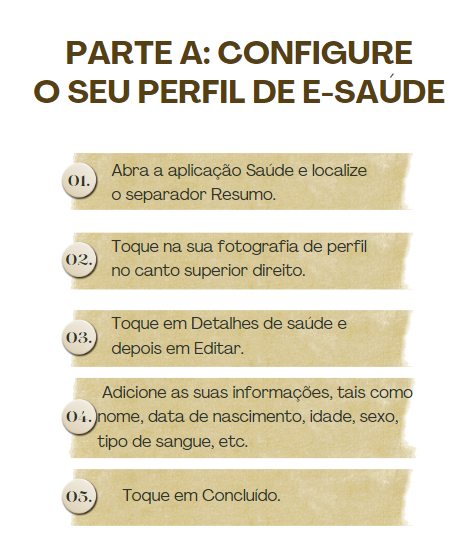 PARTE A: CONFIGURE
O SEU PERFIL DE E-SAÚDE
01.
Abra a aplicação Saúde e localize
o separador Resumo.
02.
Toque na sua fotografia de perfil
no canto superior direito.
03.
Toque em Detalhes de saúde e
depois em Editar.
04.
Adicione as suas informações, tais como
nome, data de nascimento, idade, sexo,
tipo de sangue, etc.
05.
Toque em Concluído.